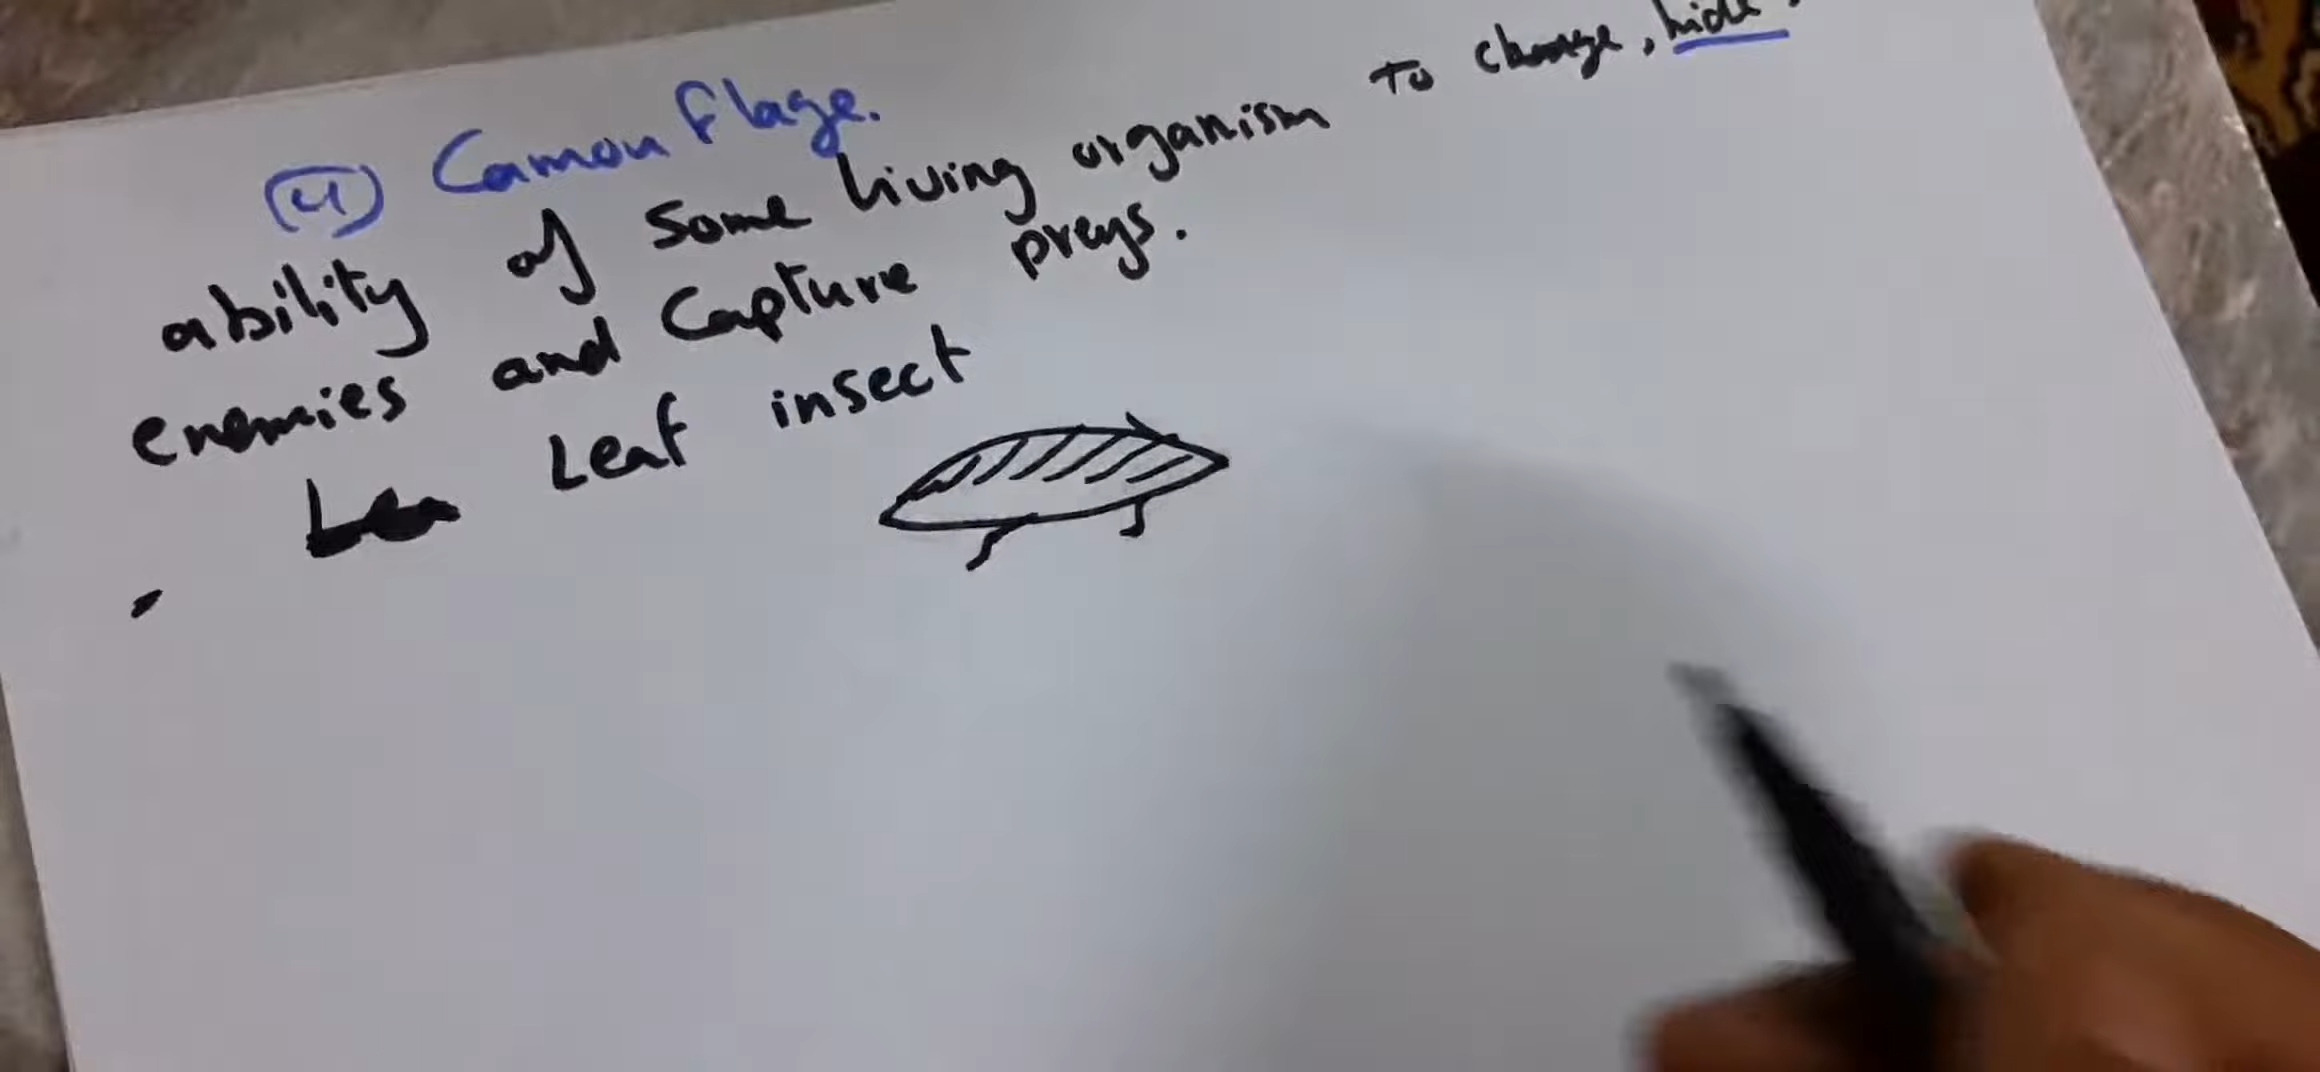 (4) Camouflage.
ability of some living organism to change, hide
enemies and Capture preys.
Leaf insect